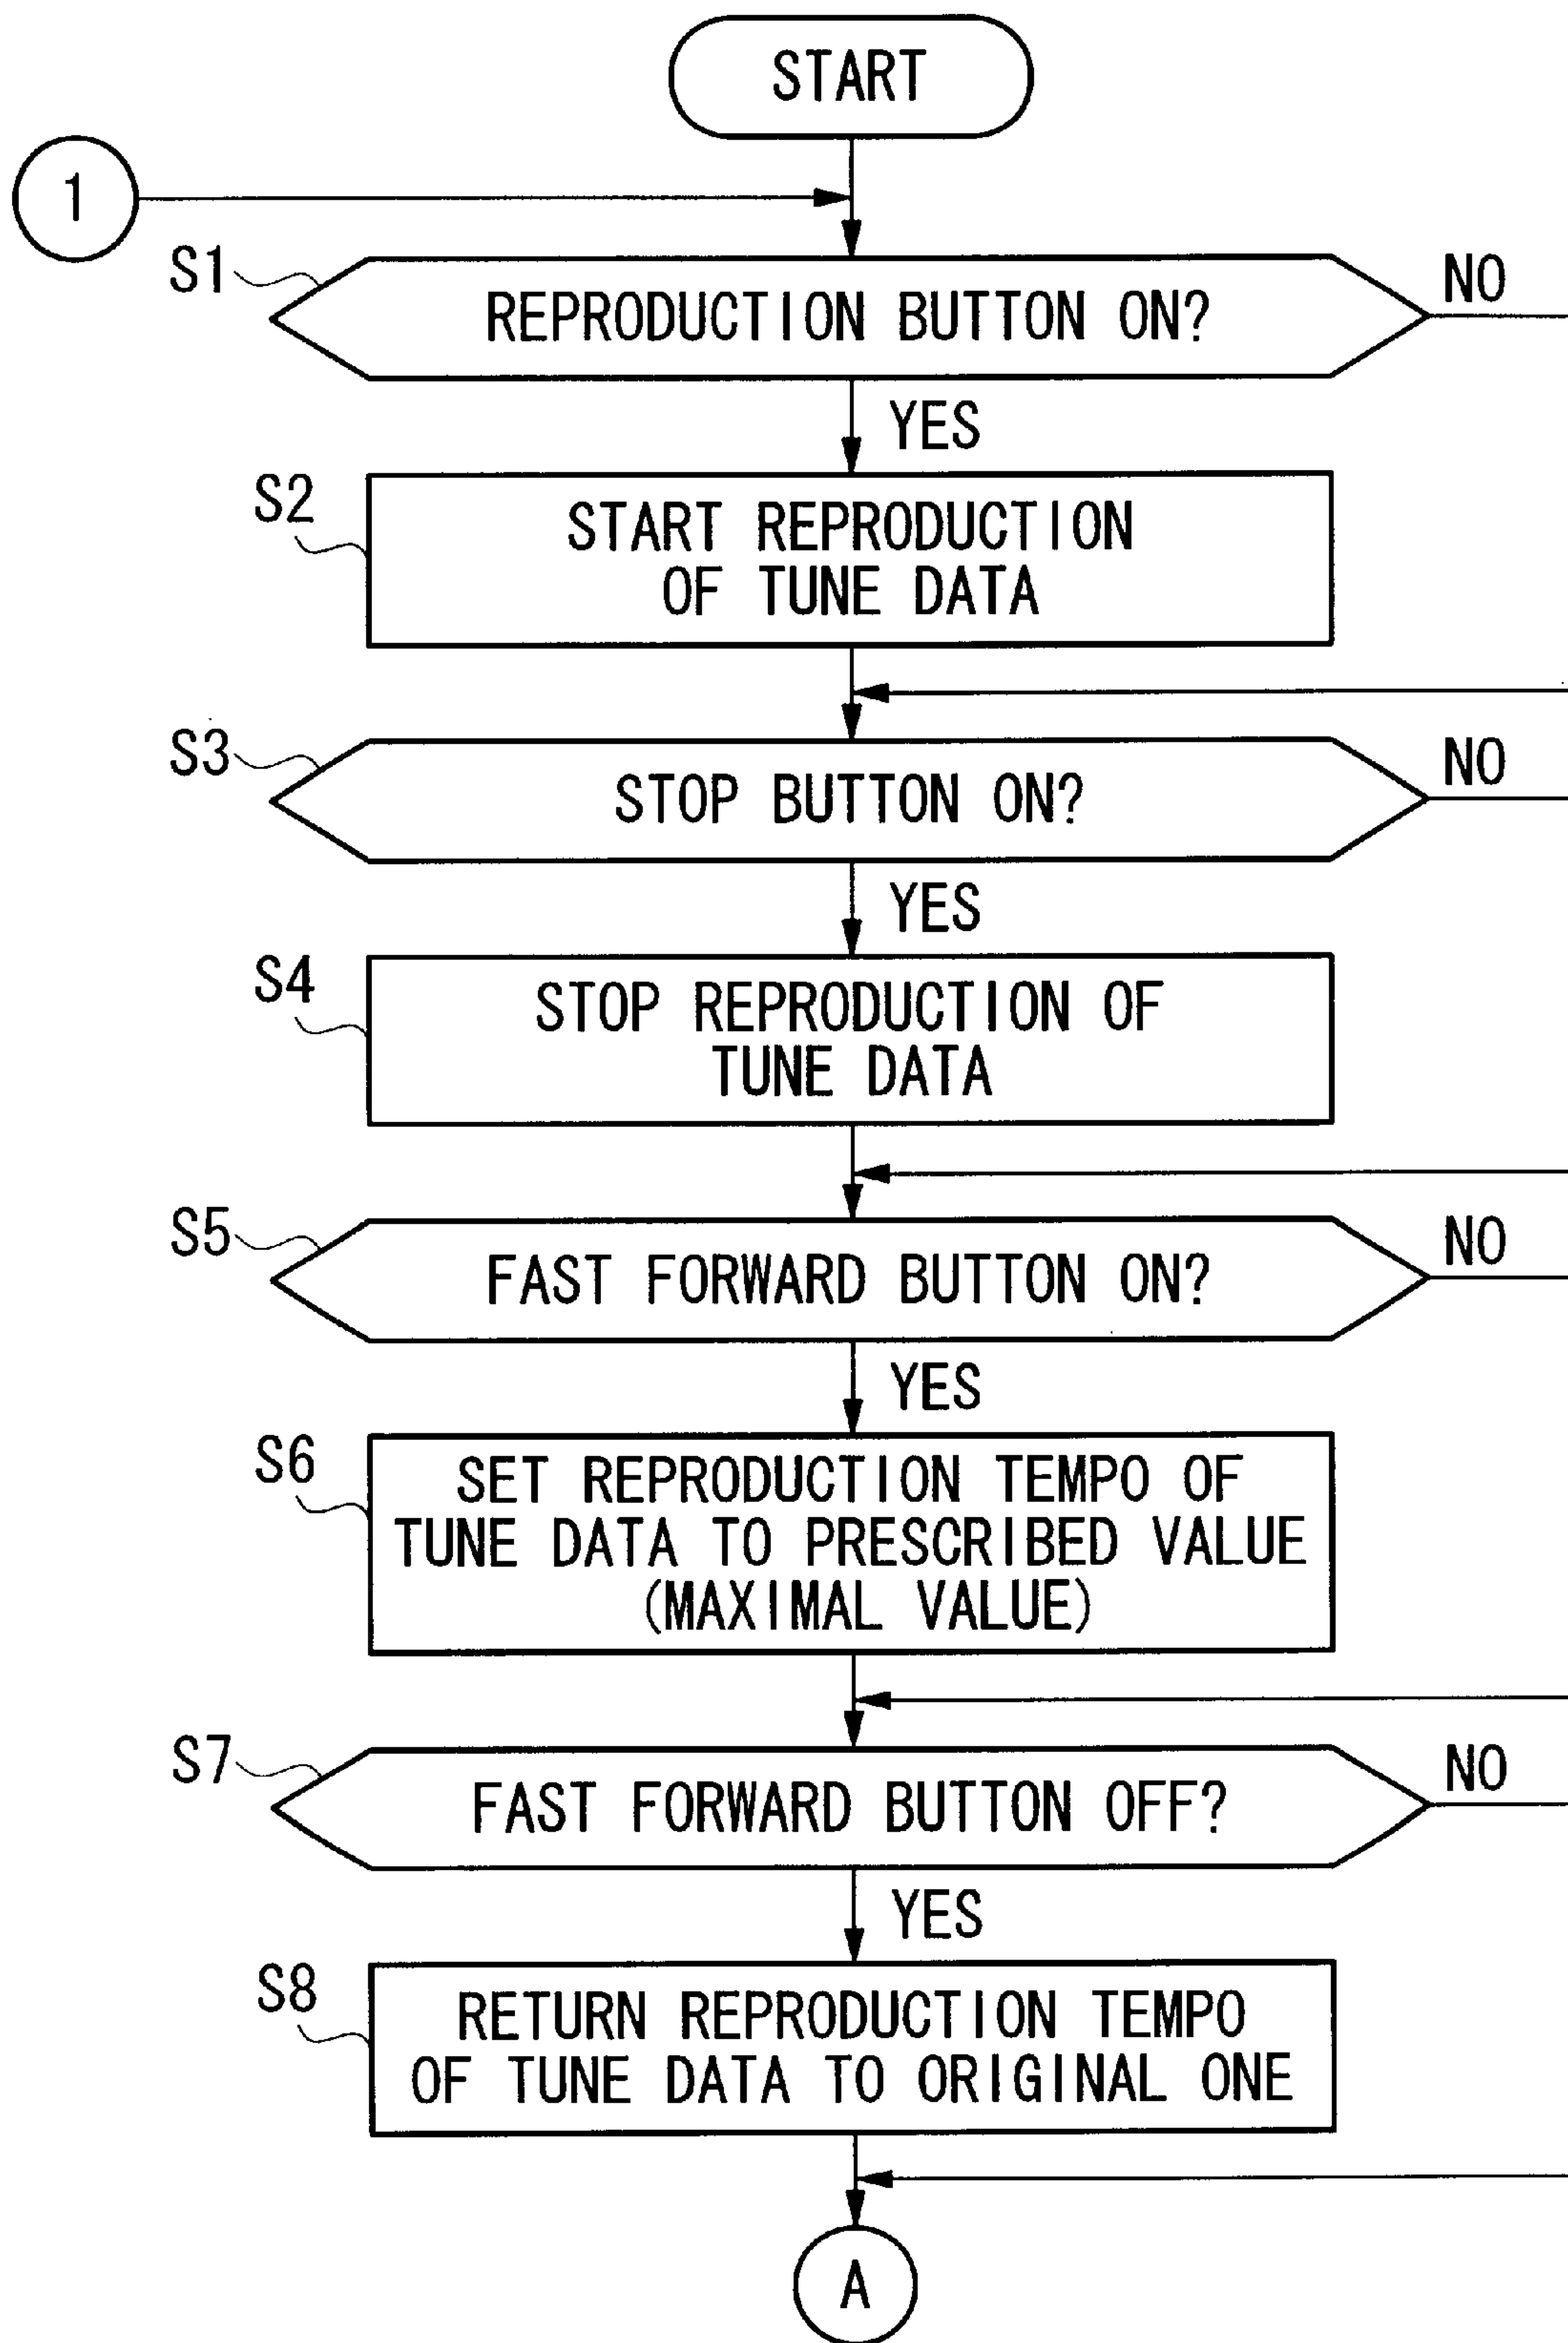 START
1
S1
REPRODUCTION BUTTON ON?
NO
YES
S2
START REPRODUCTION
OF TUNE DATA
S3
STOP BUTTON ON?
NO
YES
S4
STOP REPRODUCTION OF
TUNE DATA
S5
FAST FORWARD BUTTON ON?
NO
YES
S6
SET REPRODUCTION TEMPO OF
TUNE DATA TO PRESCRIBED VALUE
(MAXIMAL VALUE)
S7
FAST FORWARD BUTTON OFF?
NO
YES
S8
RETURN REPRODUCTION TEMPO
OF TUNE DATA TO ORIGINAL ONE
A